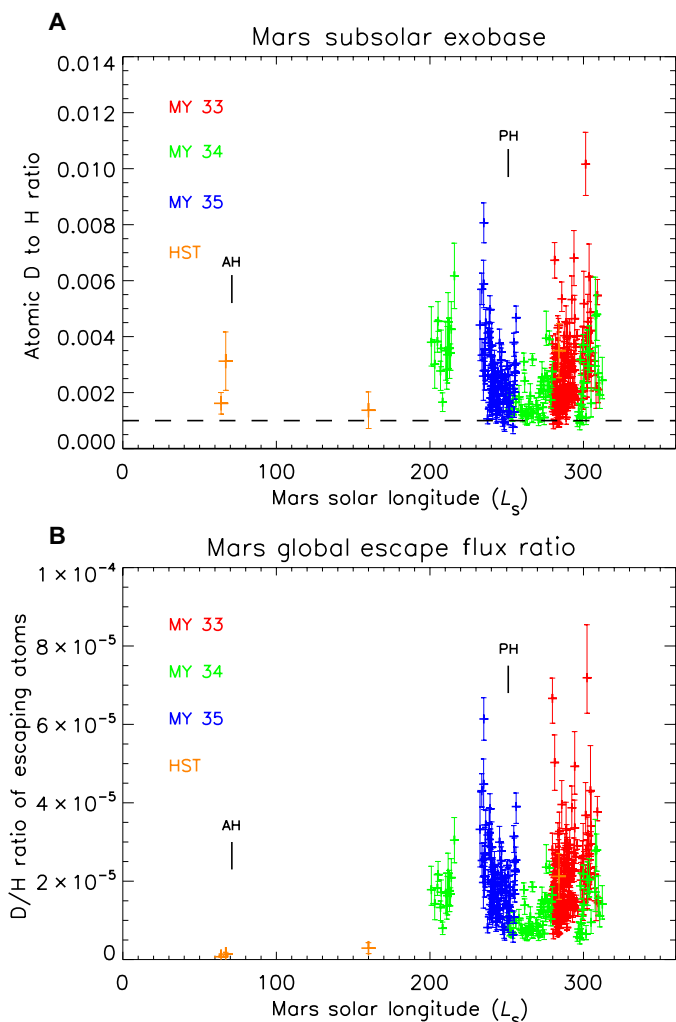 A
Mars subsolar exobase
0.014
0.012
0.010
0.008
0.006
0.004
0.002
0.000
Atomic D to H ratio
MY 33
MY 34
MY 35
HST
AH
PH
0 100 200 300
Mars solar longitude (Ls)
B
Mars global escape flux ratio
1×10⁻⁴
8×10⁻⁵
6×10⁻⁵
4×10⁻⁵
2×10⁻⁵
0
D/H ratio of escaping atoms
MY 33
MY 34
MY 35
HST
AH
PH
0 100 200 300
Mars solar longitude (Ls)